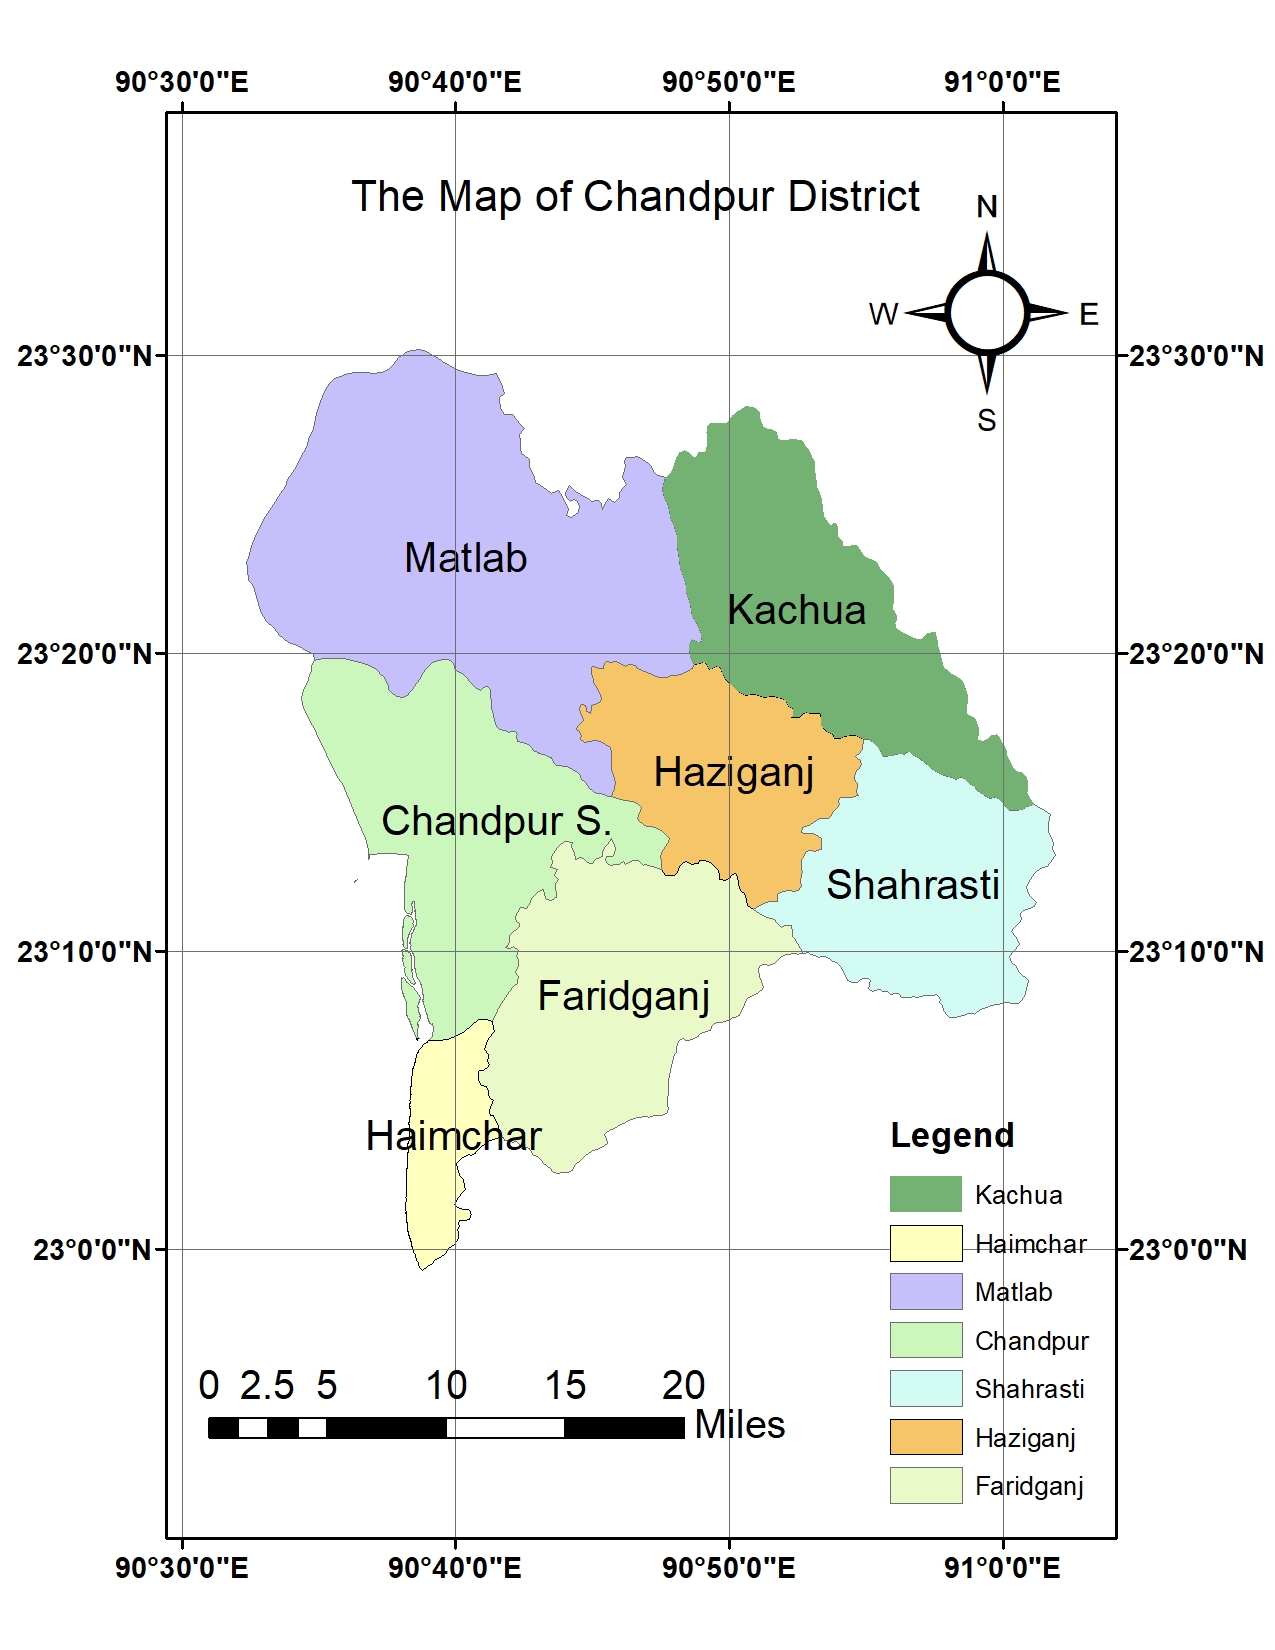 90°30'0"E 90°40'0"E 90°50'0"E 91°0'0"E
The Map of Chandpur District
N
W E
S
23°30'0"N 23°30'0"N
Matlab
Kachua
23°20'0"N 23°20'0"N
Haziganj
Chandpur S.
Shahrasti
23°10'0"N 23°10'0"N
Faridganj
Haimchar
Legend
Kachua
Haimchar
23°0'0"N 23°0'0"N
Matlab
Chandpur
Shahrasti
Haziganj
Faridganj
0 2.5 5 10 15 20
Miles
90°30'0"E 90°40'0"E 90°50'0"E 91°0'0"E